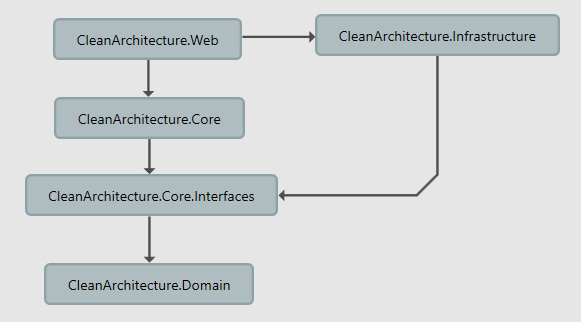 CleanArchitecture.Web
CleanArchitecture.Infrastructure
CleanArchitecture.Core
CleanArchitecture.Core.Interfaces
CleanArchitecture.Domain